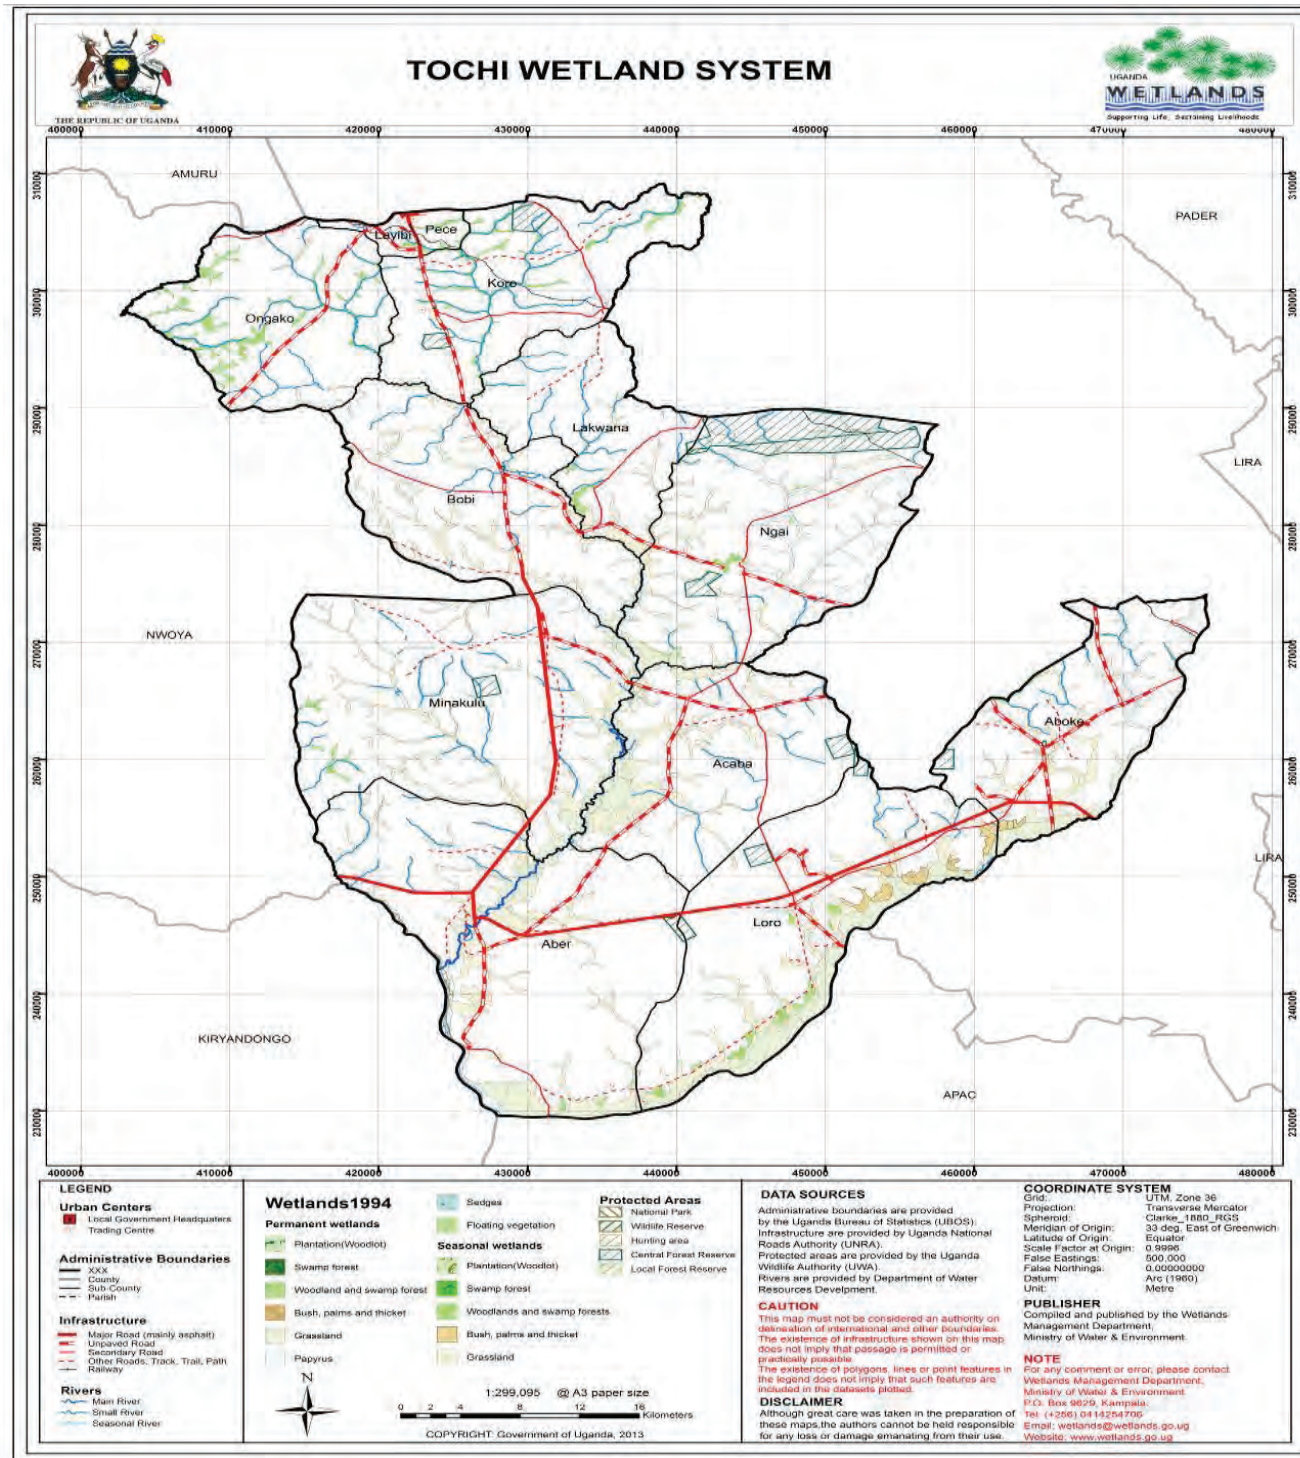 TOCHI WETLAND SYSTEM
THE REPUBLIC OF UGANDA
UGANDA
WETLANDS
Supporting Life, Sustaining Livelihoods
400000 410000 420000 430000 440000 450000 460000 470000 480000
310000
300000
290000
280000
270000
260000
250000
240000
230000
310000
300000
290000
280000
270000
260000
250000
240000
230000
AMURU
PADER
Layibi
Pece
Koro
Ongako
Lakwana
LIRA
Bobi
Ngai
NWOYA
Minakulu
Aboke
Acaba
LIRA
Loro
Aber
KIRYANDONGO
APAC
400000 410000 420000 430000 440000 450000 460000 470000 480000
LEGEND
Urban Centers
Local Government Headquaters
Trading Centre
Administrative Boundaries
XXX
County
Sub-County
Parish
Infrastructure
Major Road (mainly asphalt)
Unpaved Road
Secondary Road
Other Roads, Track, Trail, Path
Railway
Rivers
Main River
Small River
Seasonal River
Wetlands1994
Permanent wetlands
Plantation(Woodlot)
Swamp forest
Woodland and swamp forest
Bush, palms and thicket
Grassland
Papyrus
Sedges
Floating vegetation
Seasonal wetlands
Plantation(Woodlot)
Swamp forest
Woodlands and swamp forests
Bush, palms and thicket
Grassland
Protected Areas
National Park
Wildlife Reserve
Hunting area
Central Forest Reserve
Local Forest Reserve
N
1:299,095 @ A3 paper size
0 2 4 8 12 16
Kilometers
COPYRIGHT: Government of Uganda, 2013
DATA SOURCES
Administrative boundaries are provided
by the Uganda Bureau of Statistics (UBOS).
Infrastructure are provided by Uganda National
Roads Authority (UNRA).
Protected areas are provided by the Uganda
Wildlife Authority (UWA).
Rivers are provided by Department of Water
Resources Develpment.
CAUTION
This map must not be considered an authority on
delineation of international and other boundaries.
The existence of infrastructure shown on this map
does not imply that passage is permitted or
practically possible
The existence of polygons, lines or point features in
the legend does not imply that such features are
included in the datasets plotted.
DISCLAIMER
Although great care was taken in the preparation of
these maps,the authors cannot be held responsible
for any loss or damage emanating from their use.
COORDINATE SYSTEM
Grid: UTM, Zone 36
Projection: Transverse Mercator
Spheroid: Clarke_1880_RGS
Meridian of Origin: 33 deg, East of Greenwich
Latitude of Origin: Equator
Scale Factor at Origin: 0.9996
False Eastings: 500,000
False Northings: 0.00000000
Datum: Arc (1960)
Unit: Metre
PUBLISHER
Compiled and published by the Wetlands
Management Department,
Ministry of Water & Environment.
NOTE
For any comment or error, please contact
Wetlands Management Department,
Ministry of Water & Environment
P.O. Box 9629, Kampala.
Tel: (+256) 0414254706
Email: wetlands@wetlands.go.ug
Website: www.wetlands.go.ug